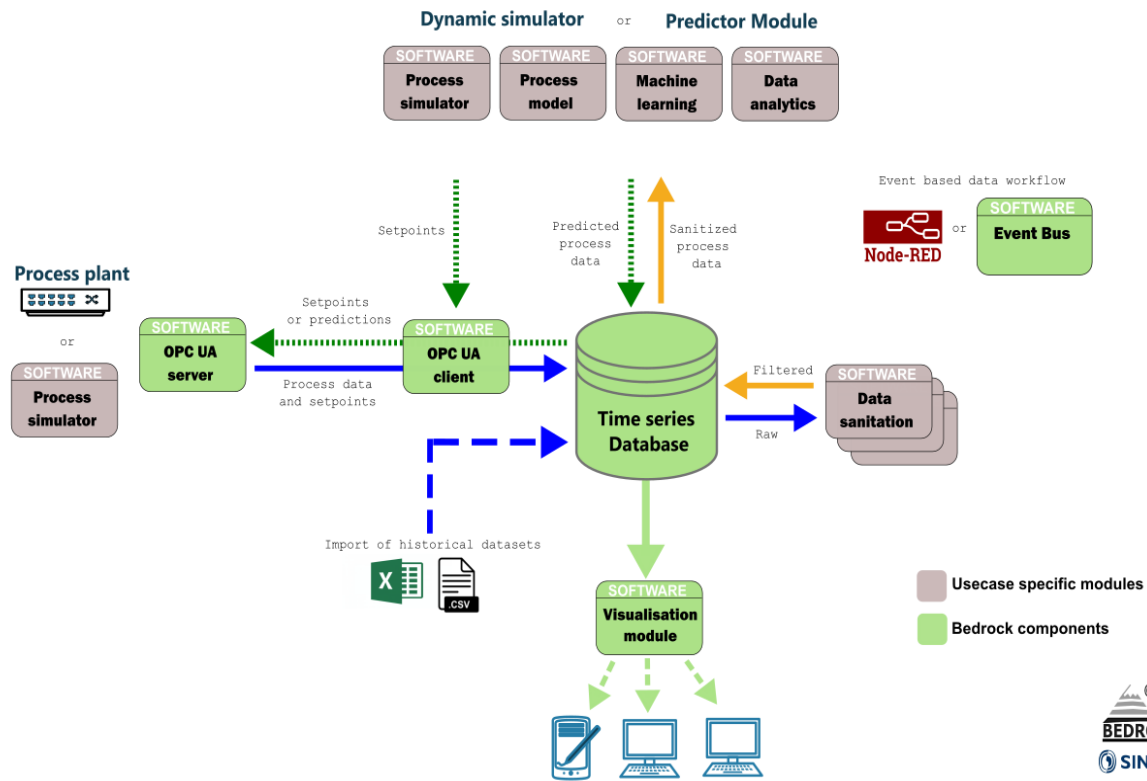 Dynamic simulator or Predictor Module
SOFTWARE
Process
simulator
SOFTWARE
Process
model
SOFTWARE
Machine
learning
SOFTWARE
Data
analytics
Event based data workflow
Node-RED
or
SOFTWARE
Event Bus
Setpoints
Predicted
process
data
Sanitized
process
data
Process plant
or
SOFTWARE
Process
simulator
SOFTWARE
OPC UA
server
Setpoints
or predictions
Process data
and setpoints
SOFTWARE
OPC UA
client
Time series
Database
Filtered
Raw
SOFTWARE
Data
sanitation
Import of historical datasets
X
.CSV
SOFTWARE
Visualisation
module
Usecase specific modules
Bedrock components
BEDRO
SIN